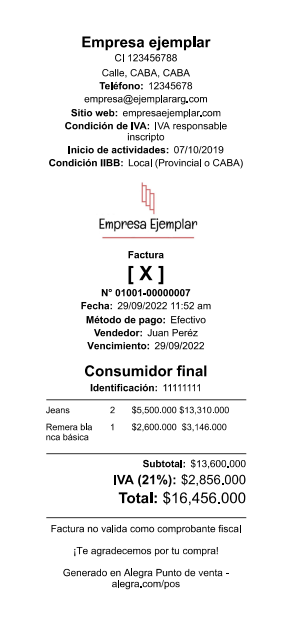 Empresa ejemplar
CI 123456788
Calle, CABA, CABA
Teléfono: 12345678
empresa@ejemplararg.com
Sitio web: empresaejemplar.com
Condición de IVA: IVA responsable
inscripto
Inicio de actividades: 07/10/2019
Condición IIBB: Local (Provincial o CABA)
Empresa Ejemplar
Factura
[ X ]
N° 01001-00000007
Fecha: 29/09/2022 11:52 am
Método de pago: Efectivo
Vendedor: Juan Peréz
Vencimiento: 29/09/2022
Consumidor final
Identificación: 11111111
Jeans 2 $5,500.000 $13,310.000
Remera bla 1 $2,600.000 $3,146.000
nca básica
Subtotal: $13,600.000
IVA (21%): $2,856.000
Total: $16,456.000
Factura no valida como comprobante fiscal
¡Te agradecemos por tu compra!
Generado en Alegra Punto de venta -
alegra.com/pos